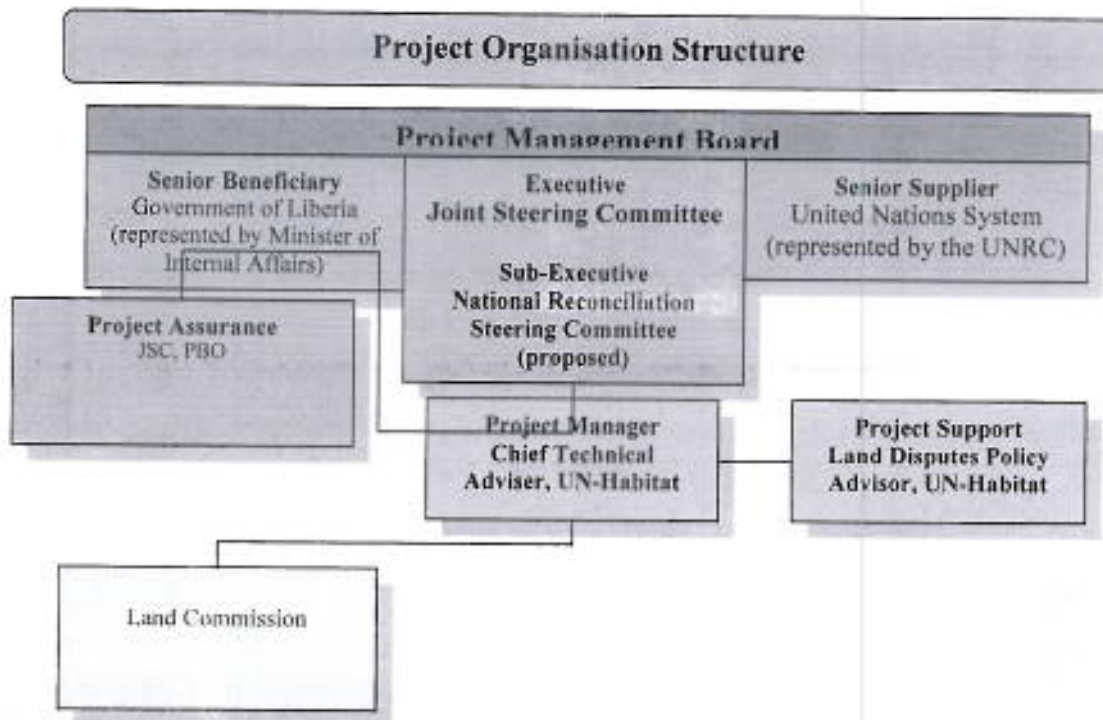 Project Organisation Structure
Project Management Board
Senior Beneficiary
Government of Liberia
(represented by Minister of
Internal Affairs)
Executive
Joint Steering Committee
Sub-Executive
National Reconciliation
Steering Committee
(proposed)
Senior Supplier
United Nations System
(represented by the UNRC)
Project Assurance
JSC, PBO
Project Manager
Chief Technical
Adviser, UN-Habitat
Project Support
Land Disputes Policy
Advisor, UN-Habitat
Land Commission